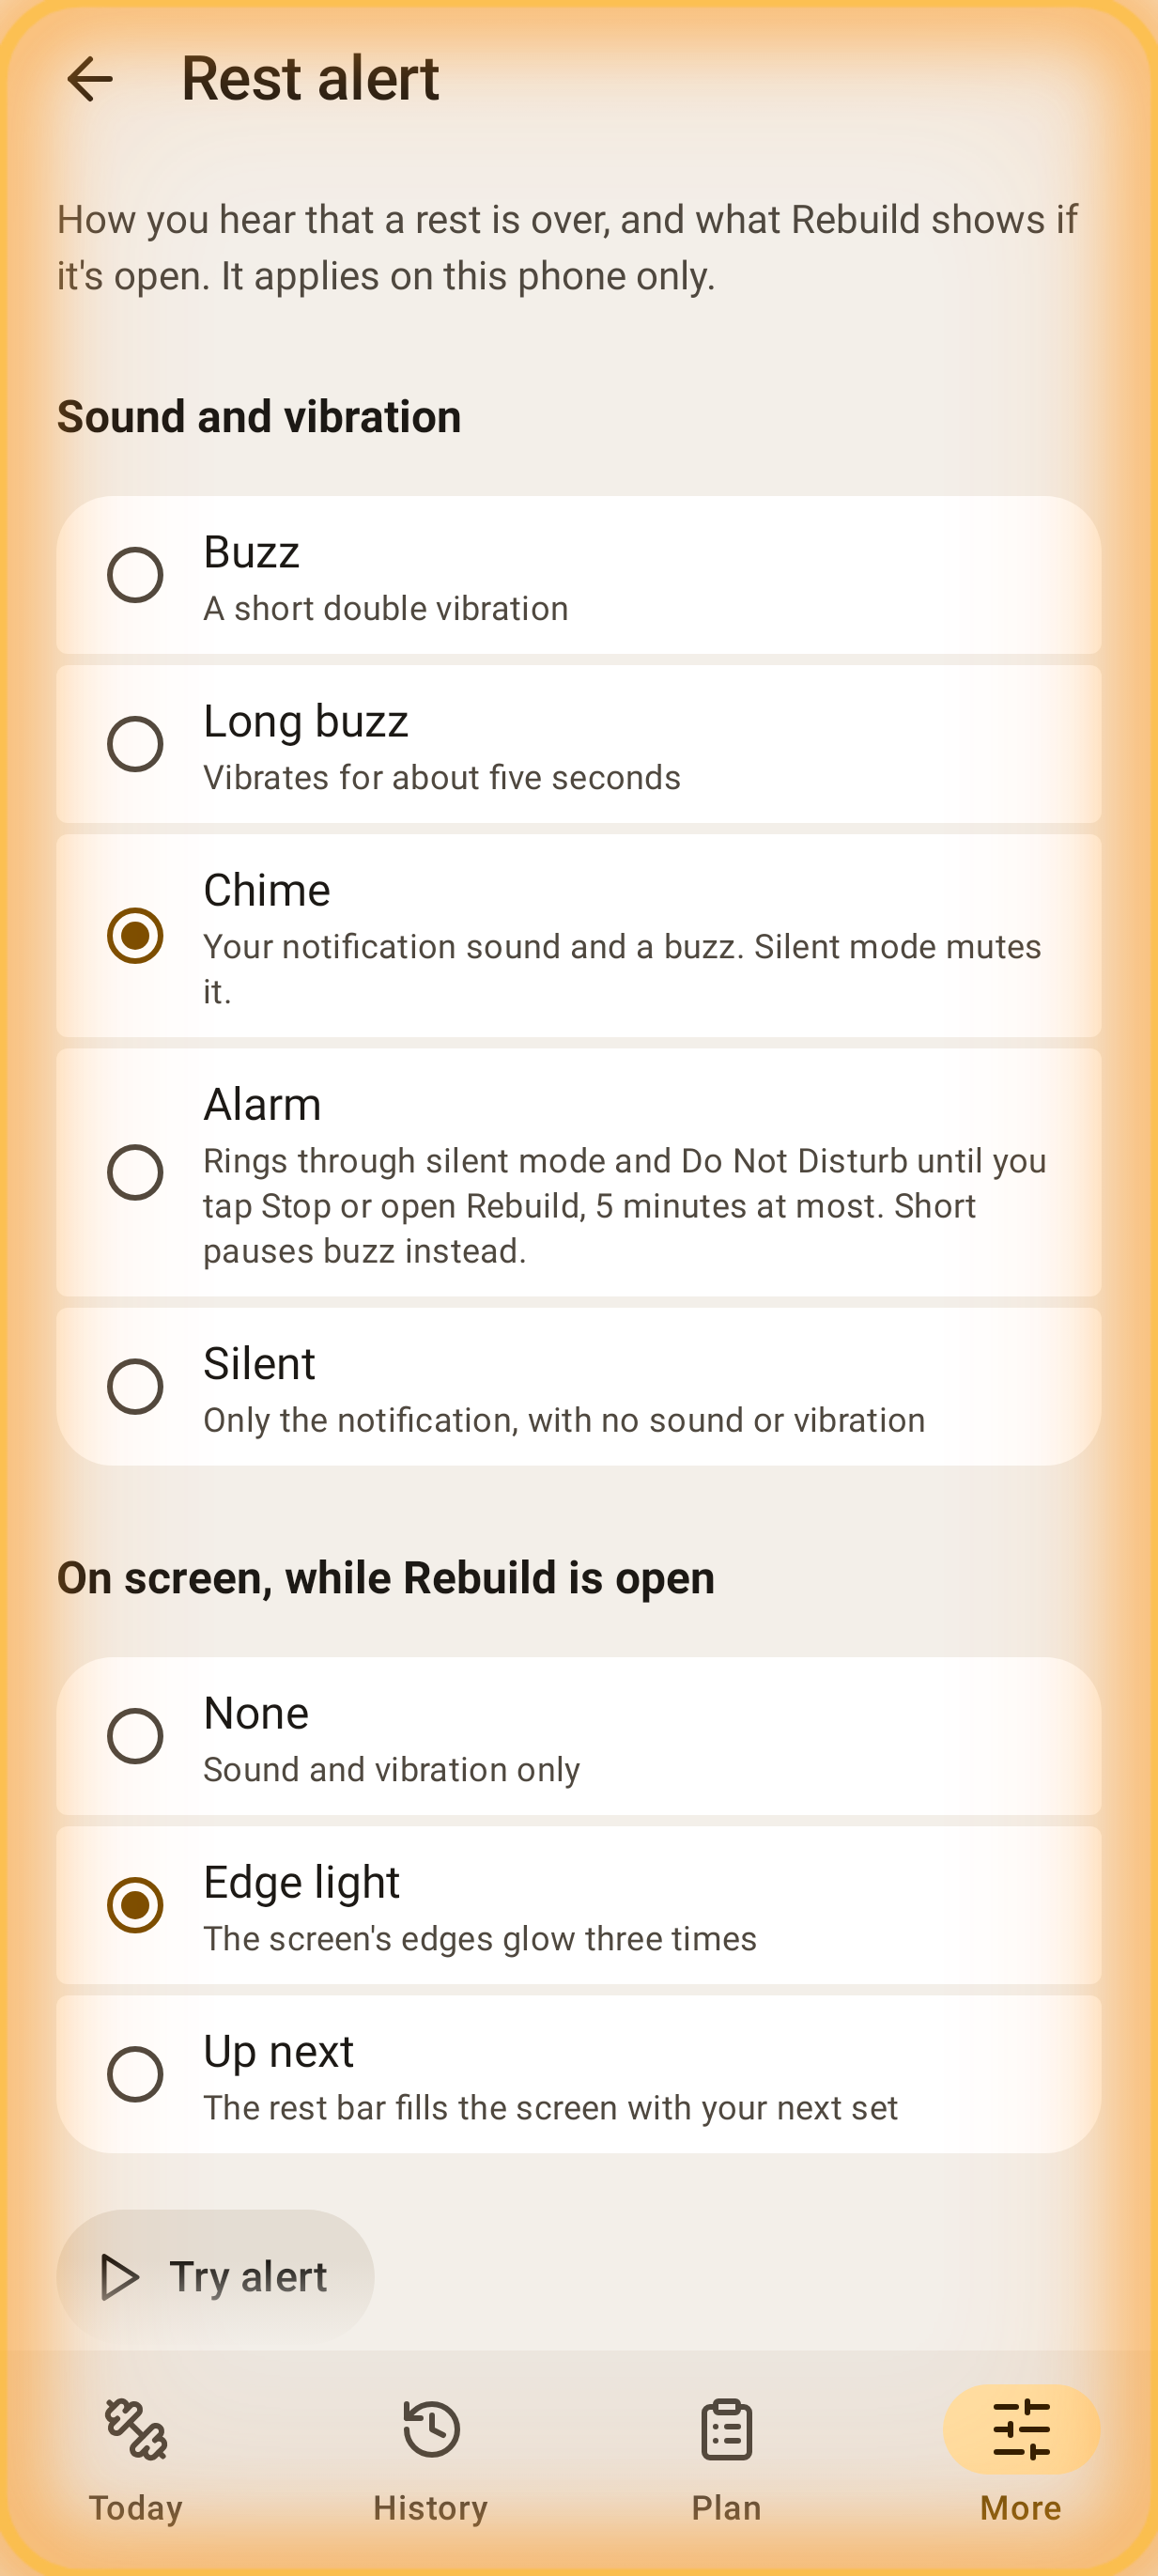 Rest alert
How you hear that a rest is over, and what Rebuild shows if
it's open. It applies on this phone only.
Sound and vibration
Buzz
A short double vibration
Long buzz
Vibrates for about five seconds
Chime
Your notification sound and a buzz. Silent mode mutes
it.
Alarm
Rings through silent mode and Do Not Disturb until you
tap Stop or open Rebuild, 5 minutes at most. Short
pauses buzz instead.
Silent
Only the notification, with no sound or vibration
On screen, while Rebuild is open
None
Sound and vibration only
Edge light
The screen's edges glow three times
Up next
The rest bar fills the screen with your next set
Try alert
Today
History
Plan
More